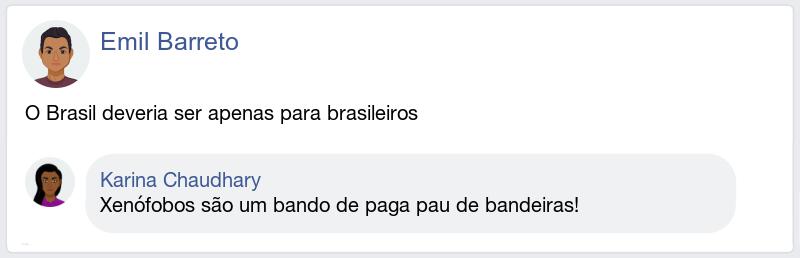 Emil Barreto
O Brasil deveria ser apenas para brasileiros
Karina Chaudhary
Xenófobos são um bando de paga pau de bandeiras!